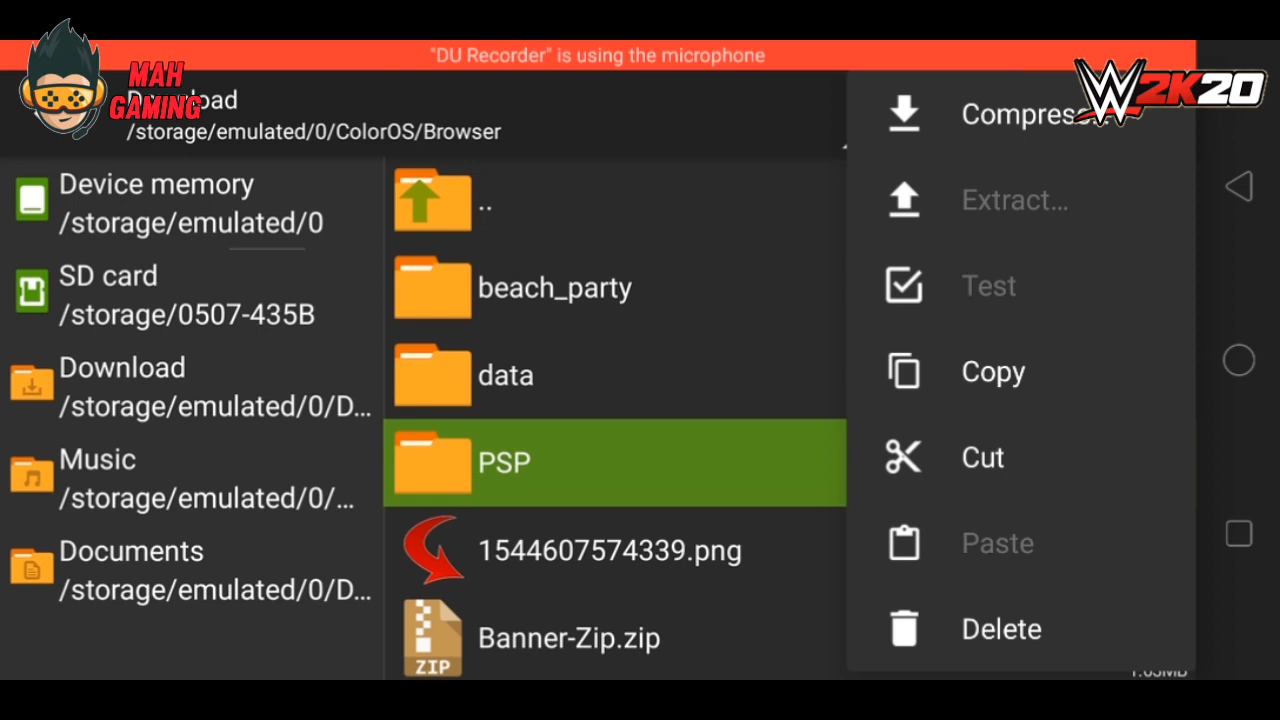 "DU Recorder" is using the microphone
MAH
GAMING
W2K20
/storage/emulated/0/ColorOS/Browser
Device memory
/storage/emulated/0
SD card
/storage/0507-435B
Download
/storage/emulated/0/D...
Music
/storage/emulated/0/...
Documents
/storage/emulated/0/D...
..
beach_party
data
PSP
1544607574339.png
Banner-Zip.zip
ZIP
Extract...
Test
Copy
Cut
Paste
Delete